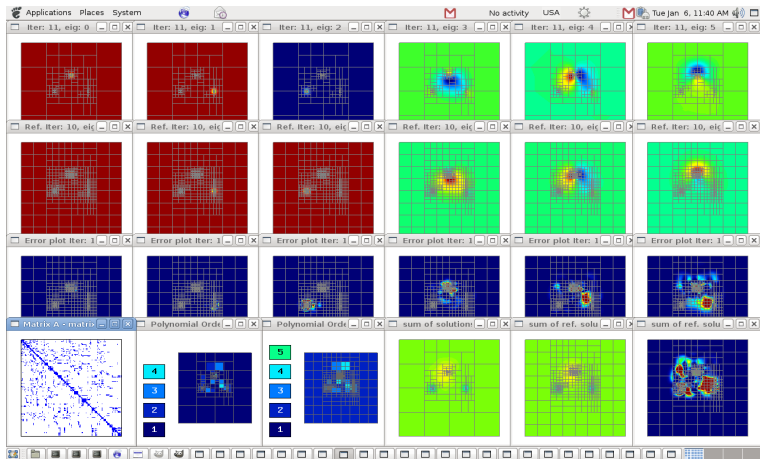 Applications Places System No activity USA Tue Jan 6, 11:40 AM
Iter: 11, eig: 0
Iter: 11, eig: 1
Iter: 11, eig: 2
Iter: 11, eig: 3
Iter: 11, eig: 4
Iter: 11, eig: 5
Ref. Iter: 10, eig
Ref. Iter: 10, eig
Ref. Iter: 10, eig
Ref. Iter: 10, eig
Ref. Iter: 10, eig
Ref. Iter: 10, eig
Error plot Iter: 1
Error plot Iter: 1
Error plot Iter: 1
Error plot Iter: 1
Error plot Iter: 1
Error plot Iter: 1
Matrix A - matrix
Polynomial Orde
Polynomial Orde
sum of solution
sum of ref. solu
sum of ref. solu
4
3
2
1
5
4
3
2
1